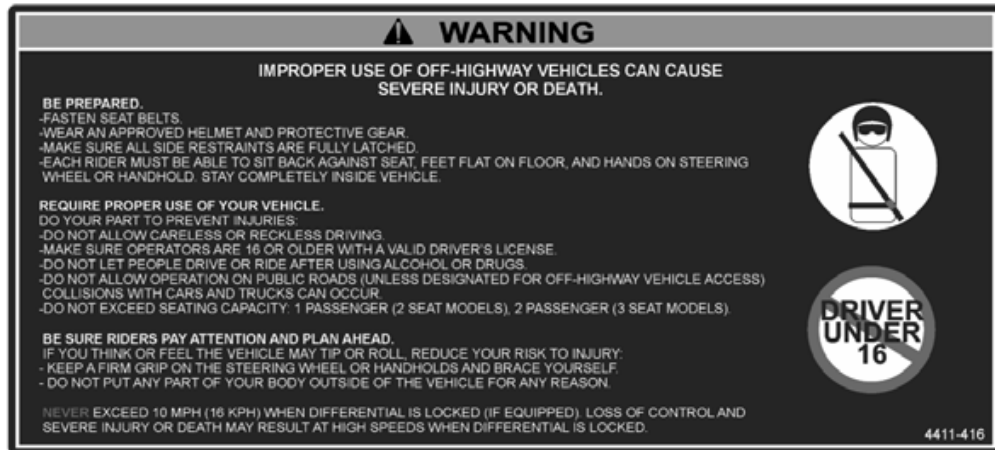 WARNING
IMPROPER USE OF OFF-HIGHWAY VEHICLES CAN CAUSE
SEVERE INJURY OR DEATH.
BE PREPARED.
-FASTEN SEAT BELTS.
-WEAR AN APPROVED HELMET AND PROTECTIVE GEAR.
-MAKE SURE ALL SIDE RESTRAINTS ARE FULLY LATCHED.
-EACH RIDER MUST BE ABLE TO SIT BACK AGAINST SEAT, FEET FLAT ON FLOOR, AND HANDS ON STEERING
WHEEL OR HANDHOLD. STAY COMPLETELY INSIDE VEHICLE.
REQUIRE PROPER USE OF YOUR VEHICLE.
DO YOUR PART TO PREVENT INJURIES:
-DO NOT ALLOW CARELESS OR RECKLESS DRIVING.
-MAKE SURE OPERATORS ARE 16 OR OLDER WITH A VALID DRIVER'S LICENSE.
-DO NOT LET PEOPLE DRIVE OR RIDE AFTER USING ALCOHOL OR DRUGS.
-DO NOT ALLOW OPERATION ON PUBLIC ROADS (UNLESS DESIGNATED FOR OFF-HIGHWAY VEHICLE ACCESS)
COLLISIONS WITH CARS AND TRUCKS CAN OCCUR.
-DO NOT EXCEED SEATING CAPACITY: 1 PASSENGER (2 SEAT MODELS), 2 PASSENGER (3 SEAT MODELS).
BE SURE RIDERS PAY ATTENTION AND PLAN AHEAD.
IF YOU THINK OR FEEL THE VEHICLE MAY TIP OR ROLL, REDUCE YOUR RISK TO INJURY:
- KEEP A FIRM GRIP ON THE STEERING WHEEL OR HANDHOLDS AND BRACE YOURSELF.
- DO NOT PUT ANY PART OF YOUR BODY OUTSIDE OF THE VEHICLE FOR ANY REASON.
NEVER EXCEED 10 MPH (16 KPH) WHEN DIFFERENTIAL IS LOCKED (IF EQUIPPED). LOSS OF CONTROL AND
SEVERE INJURY OR DEATH MAY RESULT AT HIGH SPEEDS WHEN DIFFERENTIAL IS LOCKED.
DRIVER
UNDER
16
4411-416